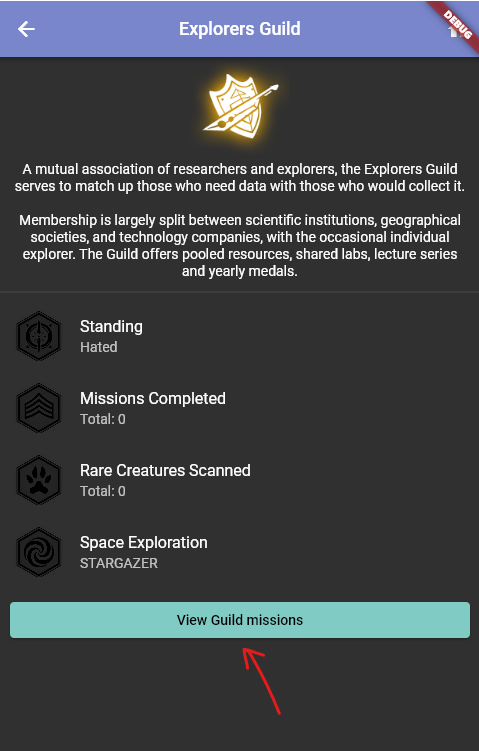 Explorers Guild
DEBUG
A mutual association of researchers and explorers, the Explorers Guild
serves to match up those who need data with those who would collect it.
Membership is largely split between scientific institutions, geographical
societies, and technology companies, with the occasional individual
explorer. The Guild offers pooled resources, shared labs, lecture series
and yearly medals.
Standing
Hated
Missions Completed
Total: 0
Rare Creatures Scanned
Total: 0
Space Exploration
STARGAZER
View Guild missions